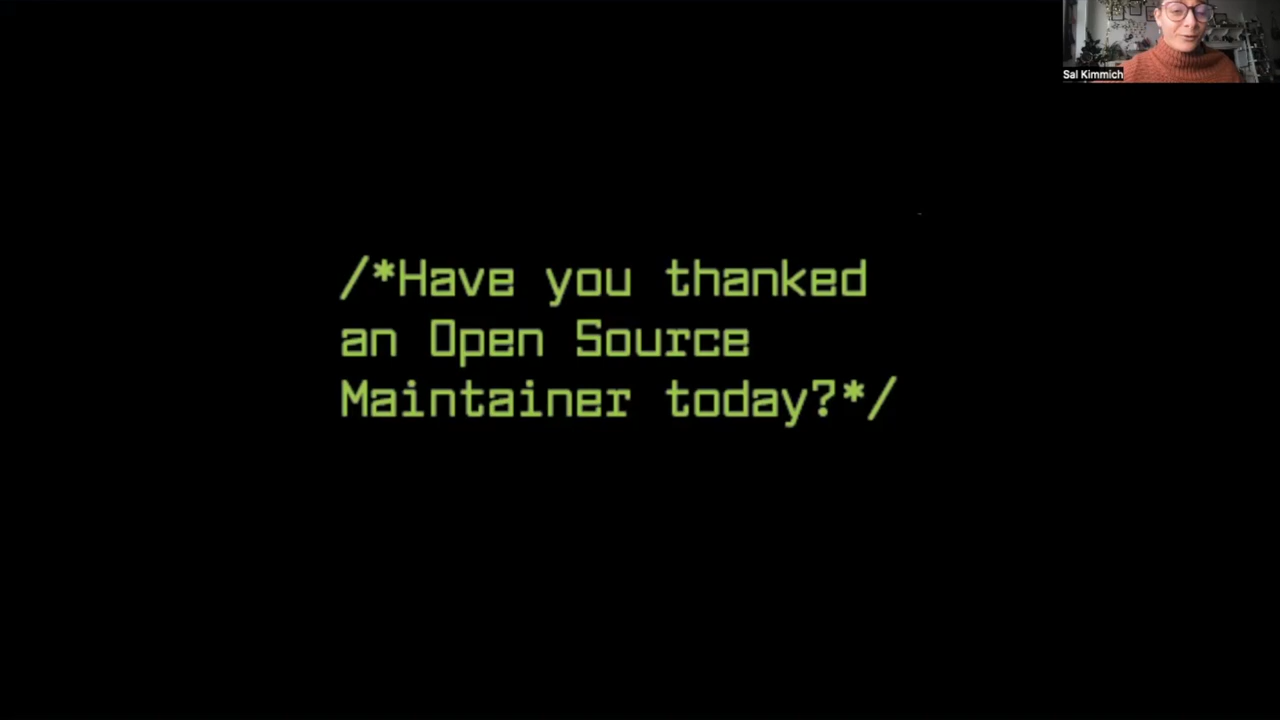 Sal Kimmich
/*Have you thanked
an Open Source
Maintainer today?*/